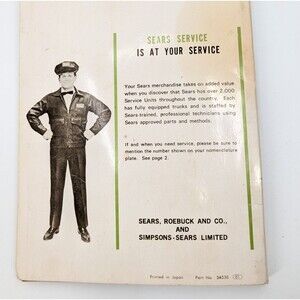 SEARS SERVICE
IS AT YOUR SERVICE
Your Sears merchandise takes on added value
when you discover that Sears has over 2,000
Service Units throughout the country. Each
has fully equipped trucks and is staffed by
Sears-trained, professional technicians using
Sears approved parts and methods.
If and when you need service, please be sure to
mention the number shown on your nomenclature
plate. See page 2.
SEARS, ROEBUCK AND CO.,
AND
SIMPSONS-SEARS LIMITED
Printed in Japan
Part No.